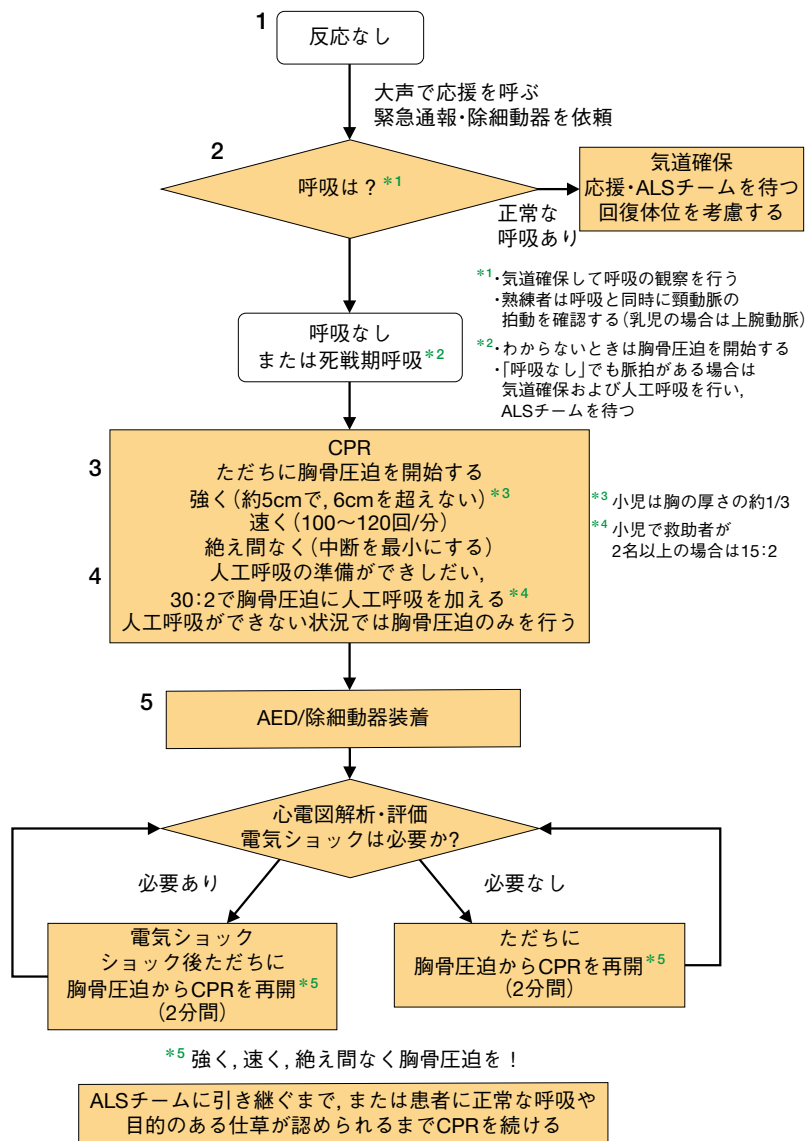 1
反応なし
大声で応援を呼ぶ
緊急通報・除細動器を依頼
2
呼吸は？*1
正常な
呼吸あり
気道確保
応援・ALSチームを待つ
回復体位を考慮する
*1・気道確保して呼吸の観察を行う
・熟練者は呼吸と同時に頸動脈の
拍動を確認する（乳児の場合は上腕動脈）
呼吸なし
または死戦期呼吸*2
*2・わからないときは胸骨圧迫を開始する
・「呼吸なし」でも脈拍がある場合は
気道確保および人工呼吸を行い，
ALSチームを待つ
CPR
3
ただちに胸骨圧迫を開始する
強く（約5cmで，6cmを超えない）*3
速く（100～120回/分）
絶え間なく（中断を最小にする）
4
人工呼吸の準備ができしだい，
30：2で胸骨圧迫に人工呼吸を加える*4
人工呼吸ができない状況では胸骨圧迫のみを行う
*3 小児は胸の厚さの約1/3
*4 小児で救助者が
2名以上の場合は15：2
5
AED/除細動器装着
心電図解析・評価
電気ショックは必要か?
必要あり
必要なし
電気ショック
ショック後ただちに
胸骨圧迫からCPRを再開*5
（2分間）
ただちに
胸骨圧迫からCPRを再開*5
（2分間）
*5 強く，速く，絶え間なく胸骨圧迫を！
ALSチームに引き継ぐまで，または患者に正常な呼吸や
目的のある仕草が認められるまでCPRを続ける